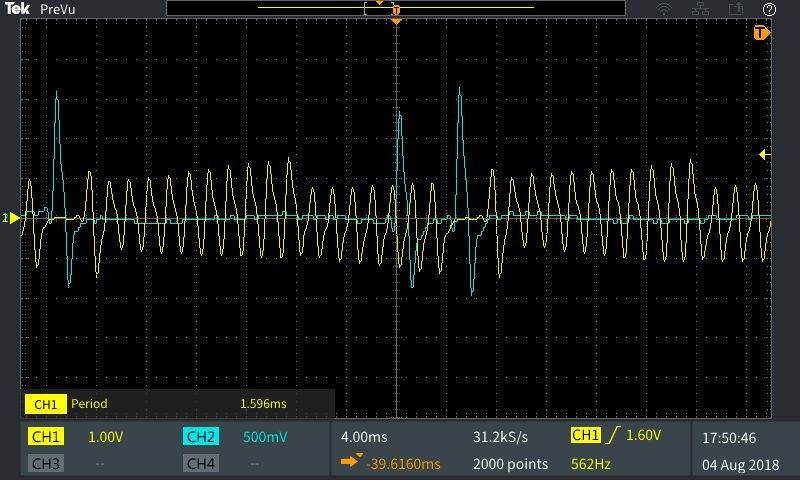 Tek PreVu
T
T
2
CH1 Period 1.596ms
CH1 1.00V CH2 500mV 4.00ms 31.2kS/s CH1 1.60V 17:50:46
CH3 -- CH4 -- -39.6160ms 2000 points 562Hz 04 Aug 2018